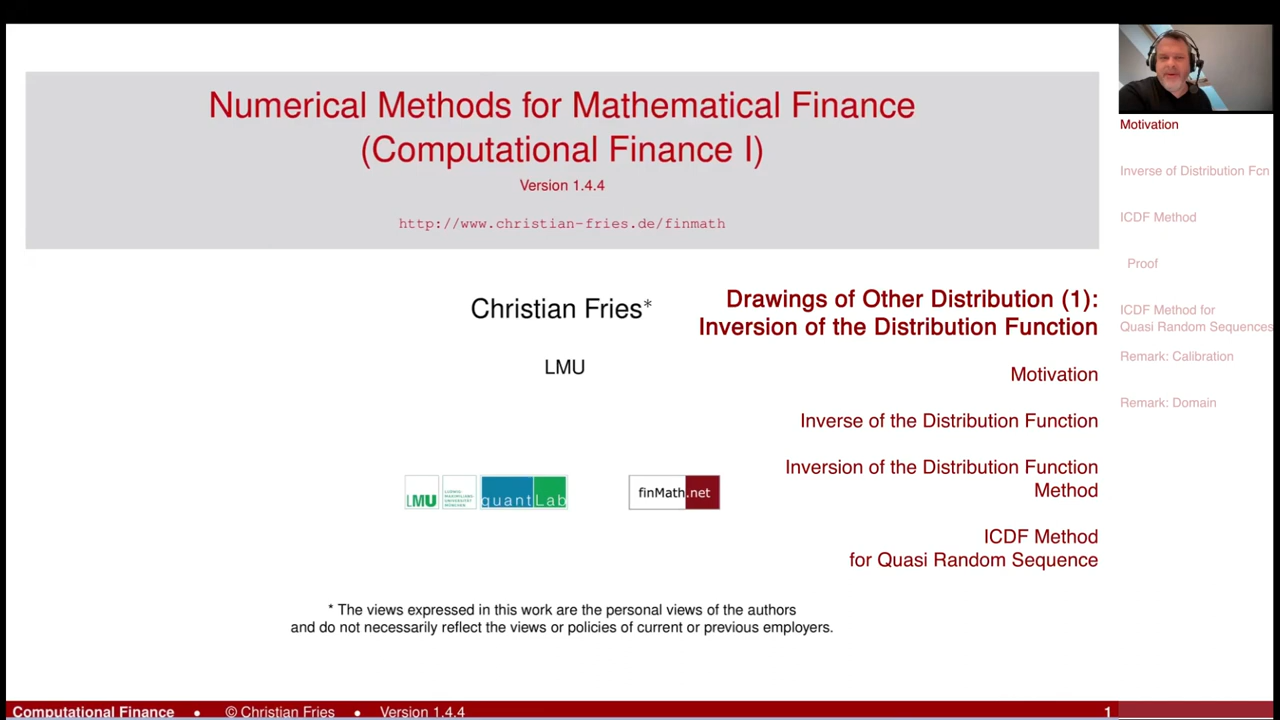 Numerical Methods for Mathematical Finance
(Computational Finance I)
Version 1.4.4
http://www.christian-fries.de/finmath
Christian Fries*
LMU
Drawings of Other Distribution (1):
Inversion of the Distribution Function
Motivation
Inverse of the Distribution Function
Inversion of the Distribution Function
Method
ICDF Method
for Quasi Random Sequence
LMU
LUDWIG-
MAXIMILIANS-
UNIVERSITÄT
MÜNCHEN
quantLab
finMath.net
* The views expressed in this work are the personal views of the authors
and do not necessarily reflect the views or policies of current or previous employers.
Motivation
Inverse of Distribution Fcn
ICDF Method
Proof
ICDF Method for
Quasi Random Sequences
Remark: Calibration
Remark: Domain
Computational Finance • © Christian Fries • Version 1.4.4 1